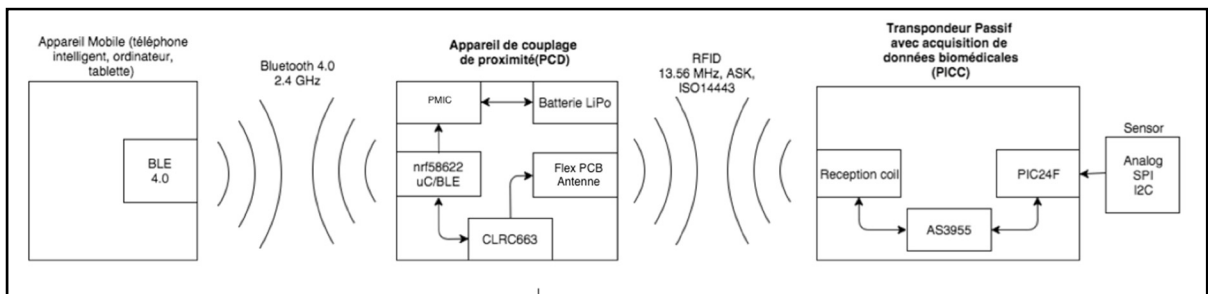 Appareil Mobile (téléphone
intelligent, ordinateur,
tablette)
BLE
4.0
Bluetooth 4.0
2.4 GHz
Appareil de couplage
de proximité(PCD)
PMIC
Batterie LiPo
nrf58622
uC/BLE
Flex PCB
Antenne
CLRC663
RFID
13.56 MHz, ASK,
ISO14443
Transpondeur Passif
avec acquisition de
données biomédicales
(PICC)
Reception coil
PIC24F
AS3955
Sensor
Analog
SPI
I2C